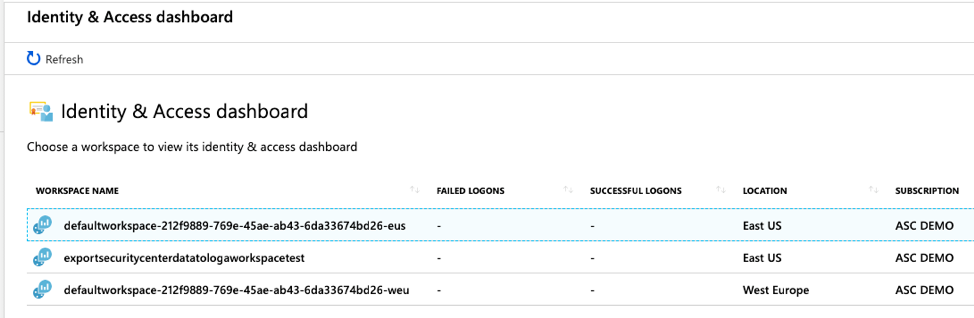 Identity & Access dashboard
Refresh
Identity & Access dashboard
Choose a workspace to view its identity & access dashboard
WORKSPACE NAME FAILED LOGONS SUCCESSFUL LOGONS LOCATION SUBSCRIPTION
defaultworkspace-212f9889-769e-45ae-ab43-6da33674bd26-eus - - East US ASC DEMO
exportsecuritycenterdatatologaworkspacetest - - East US ASC DEMO
defaultworkspace-212f9889-769e-45ae-ab43-6da33674bd26-weu - - West Europe ASC DEMO